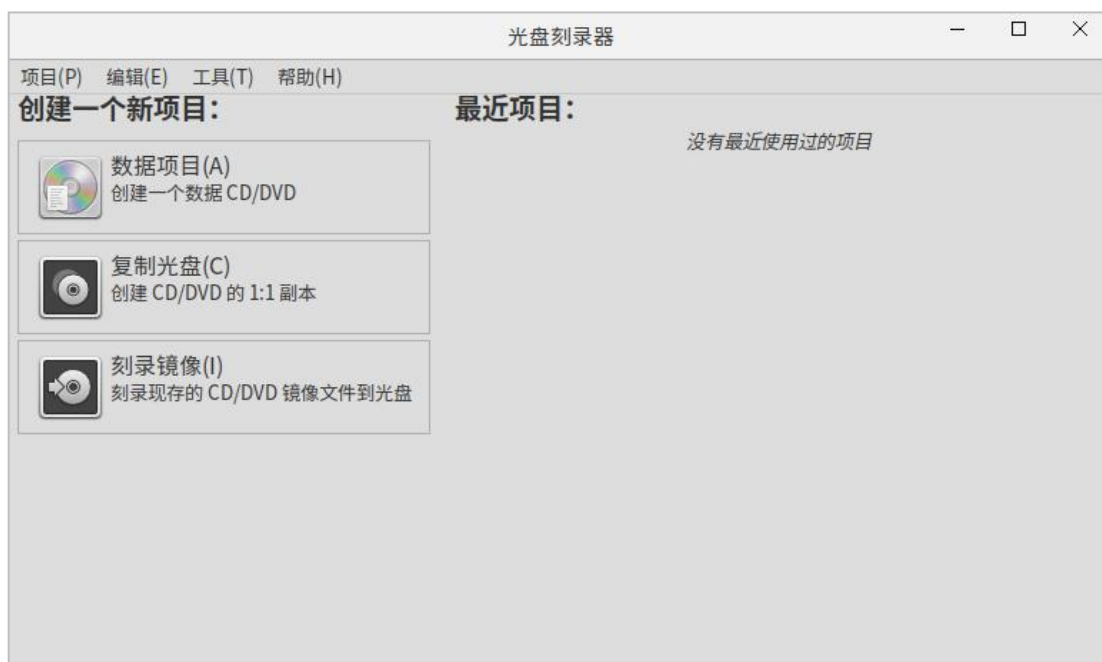 光盘刻录器
项目(P) 编辑(E) 工具(T) 帮助(H)
创建一个新项目：
数据项目(A)
创建一个数据 CD/DVD
复制光盘(C)
创建 CD/DVD 的 1:1 副本
刻录镜像(I)
刻录现存的 CD/DVD 镜像文件到光盘
最近项目：
没有最近使用过的项目